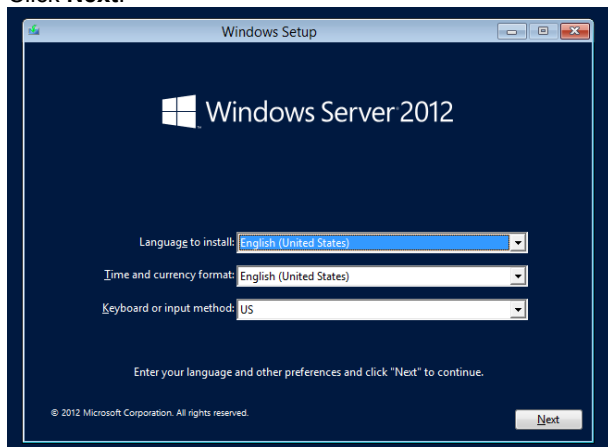 Click Next.
Windows Setup
Windows Server 2012
Language to install: English (United States)
Time and currency format: English (United States)
Keyboard or input method: US
Enter your language and other preferences and click "Next" to continue.
© 2012 Microsoft Corporation. All rights reserved.
Next